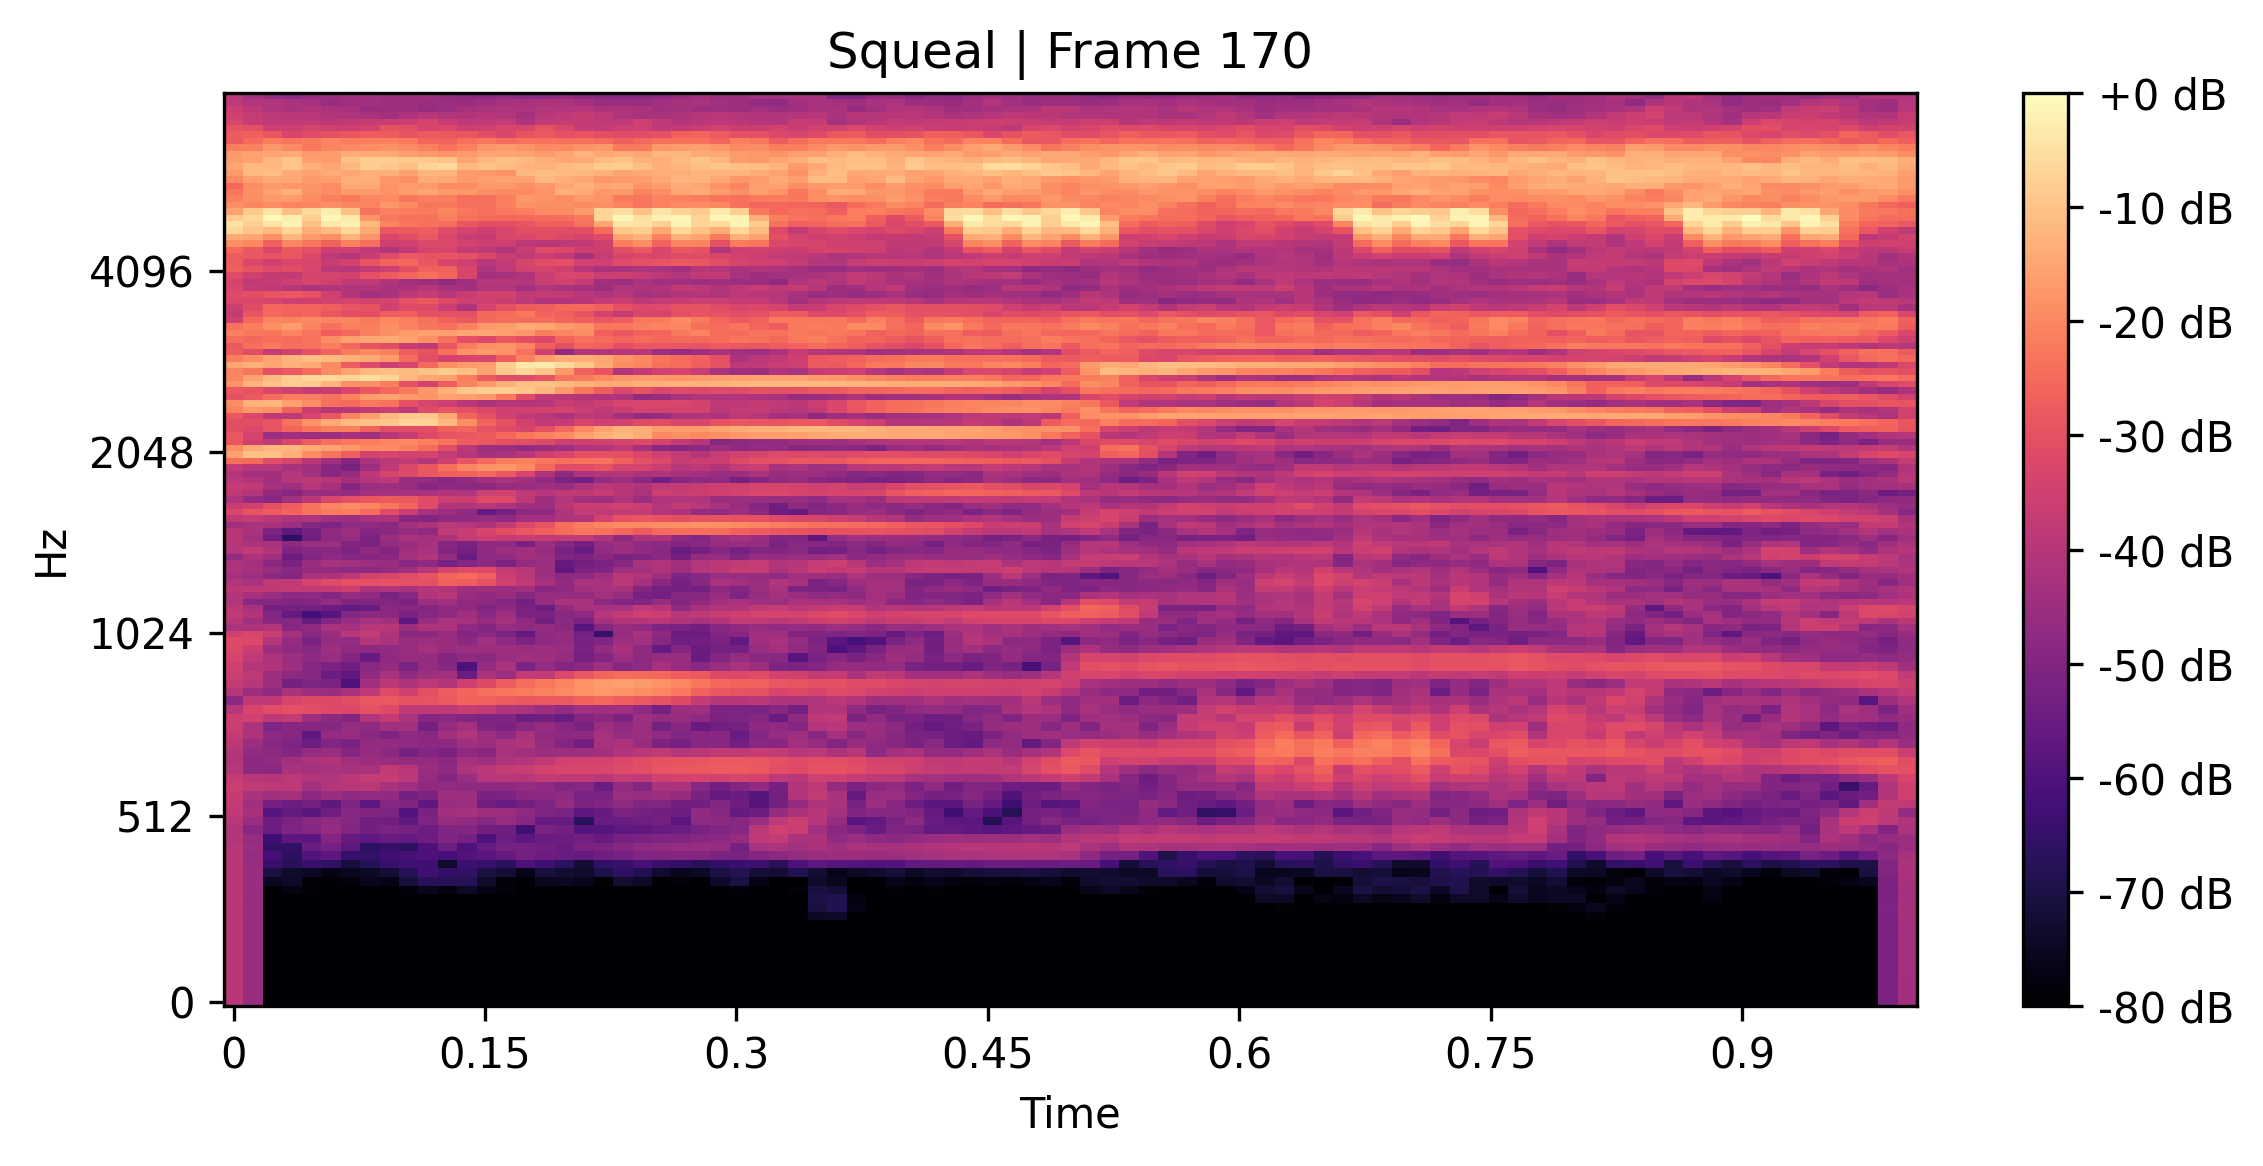 Squeal | Frame 170
Hz
4096
2048
1024
512
0
0 0.15 0.3 0.45 0.6 0.75 0.9
Time
+0 dB
-10 dB
-20 dB
-30 dB
-40 dB
-50 dB
-60 dB
-70 dB
-80 dB